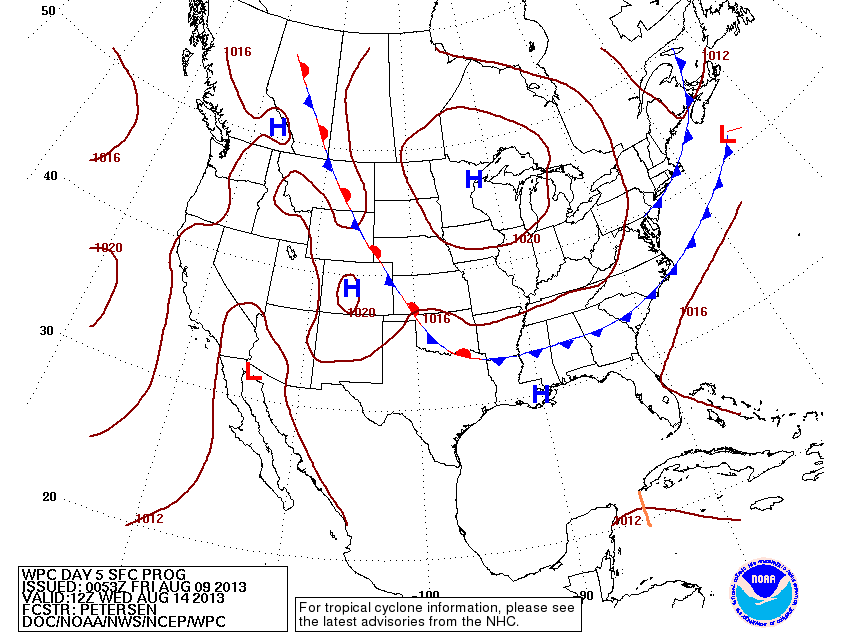 50
1016
1012
H
L
1016
40
H
1020
1020
H
1020
1016
1016
30
L
H
20
1012
1012
-100
-90
WPC DAY 5 SFC PROG
ISSUED: 0053Z FRI AUG 09 2013
VALID: 12Z WED AUG 14 2013
FCSTR: PETERSEN
DOC/NOAA/NWS/NCEP/WPC
For tropical cyclone information, please see
the latest advisories from the NHC.
NOAA